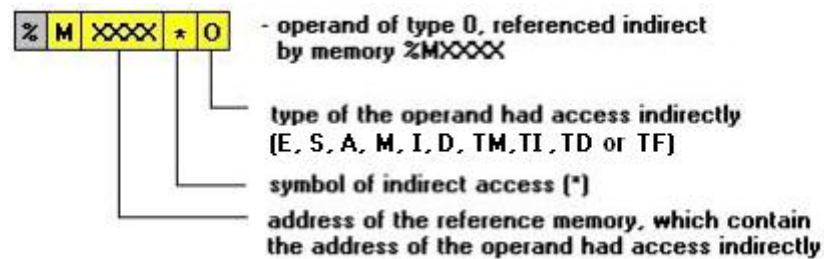 % M XXXX * O - operand of type O, referenced indirect
by memory %MXXXX
type of the operand had access indirectly
(E, S, A, M, I, D, TM,TI ,TD or TF)
symbol of indirect access (*)
address of the reference memory, which contain
the address of the operand had access indirectly